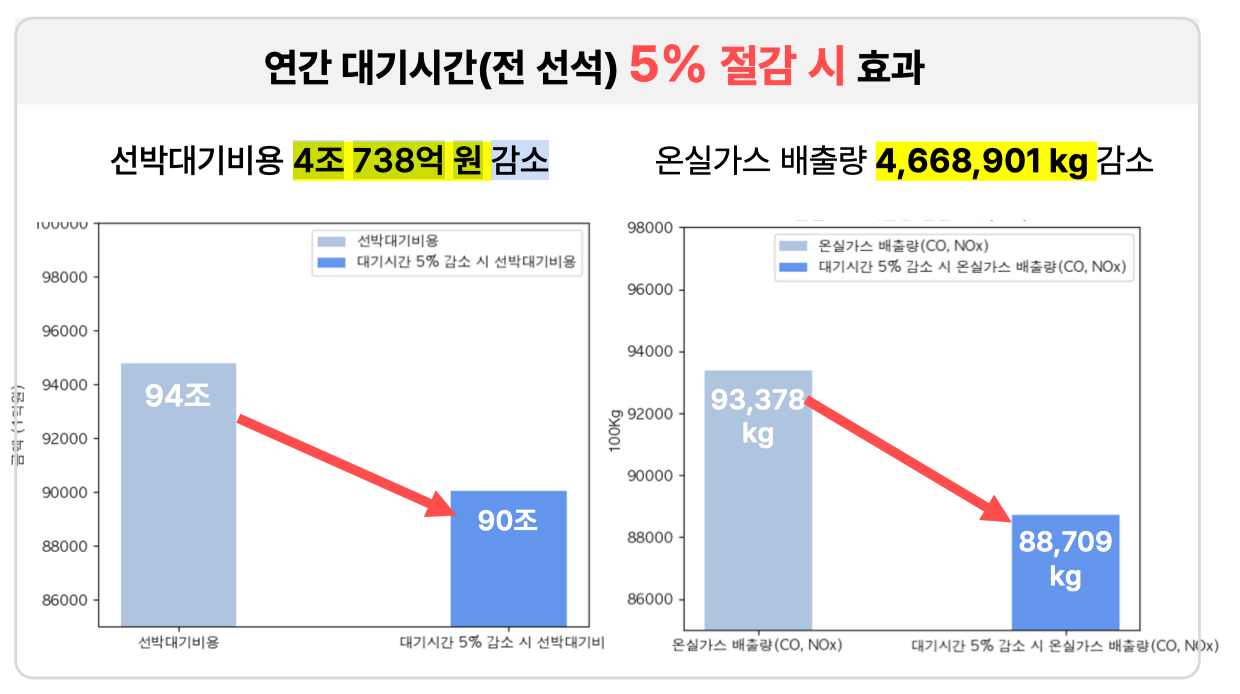 연간 대기시간(전 선석) 5% 절감 시 효과
선박대기비용 4조 738억 원 감소
온실가스 배출량 4,668,901 kg 감소
100000
98000
96000
94000
92000
90000
88000
86000
선박대기비용
대기시간 5% 감소 시 선박대기비용
94조
90조
선박대기비용
대기시간 5% 감소 시 선박대기비
98000
96000
94000
92000
90000
88000
86000
100Kg
온실가스 배출량(CO, NOx)
대기시간 5% 감소 시 온실가스 배출량(CO, NOx)
93,378
kg
88,709
kg
온실가스 배출량(CO, NOx)
대기시간 5% 감소 시 온실가스 배출량(CO, NOx)